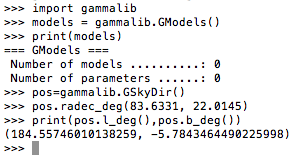 >>> import gammalib
>>> models = gammalib.GModels()
>>> print(models)
=== GModels ===
 Number of models ..........: 0
 Number of parameters ......: 0
>>> pos=gammalib.GSkyDir()
>>> pos.radec_deg(83.6331, 22.0145)
>>> print(pos.l_deg(),pos.b_deg())
(184.55746010138259, -5.7843464490225998)
>>>